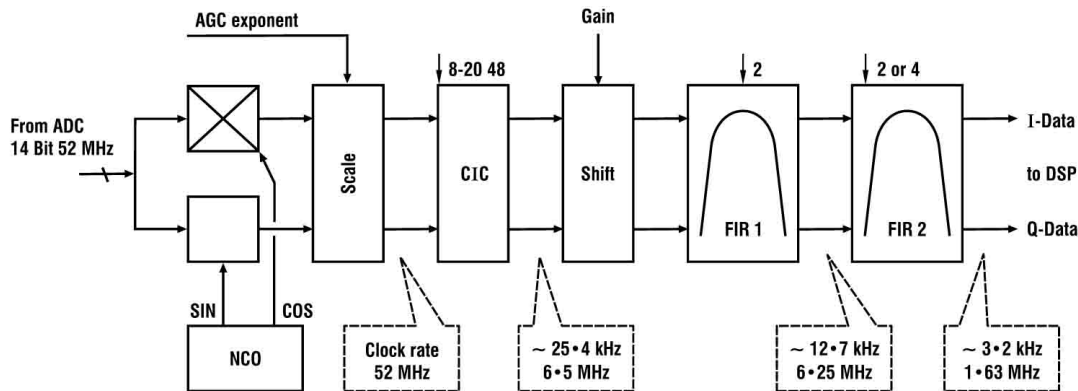 AGC exponent
Gain
8-20 48
2
2 or 4
From ADC
14 Bit 52 MHz
Scale
CIC
Shift
FIR 1
FIR 2
I-Data
to DSP
Q-Data
SIN
COS
NCO
Clock rate
52 MHz
~ 25•4 kHz
6•5 MHz
~ 12•7 kHz
6•25 MHz
~ 3•2 kHz
1•63 MHz